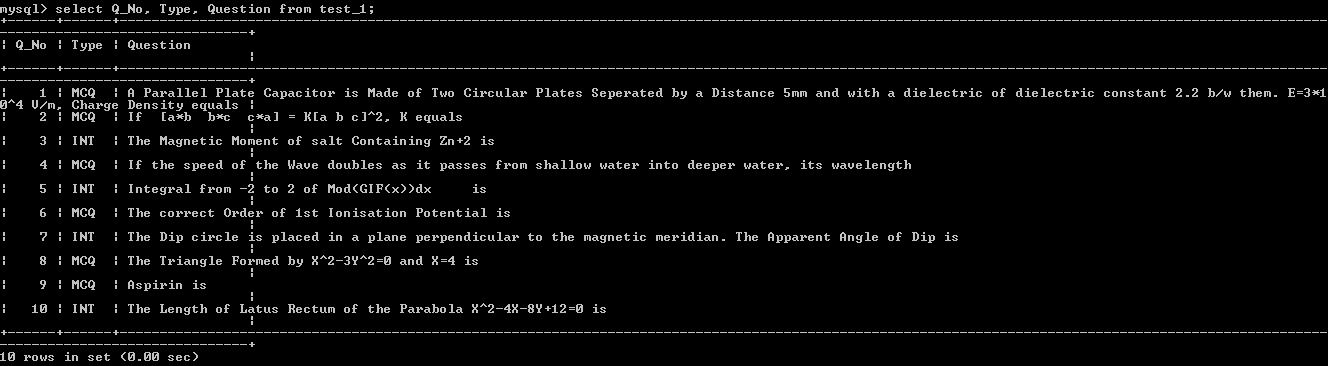 mysql> select Q_No, Type, Question from test_1;
| Q_No | Type | Question |
| 1 | MCQ | A Parallel Plate Capacitor is Made of Two Circular Plates Seperated by a Distance 5mm and with a dielectric of dielectric constant 2.2 b/w them. E=3*1
0^4 V/m, Charge Density equals |
| 2 | MCQ | If [a*b b*c c*a] = K[a b c]^2, K equals
| 3 | INT | The Magnetic Moment of salt Containing Zn+2 is
| 4 | MCQ | If the speed of the Wave doubles as it passes from shallow water into deeper water, its wavelength
| 5 | INT | Integral from -2 to 2 of Mod(GIF(x))dx is
| 6 | MCQ | The correct Order of 1st Ionisation Potential is
| 7 | INT | The Dip circle is placed in a plane perpendicular to the magnetic meridian. The Apparent Angle of Dip is
| 8 | MCQ | The Triangle Formed by X^2-3Y^2=0 and X=4 is
| 9 | MCQ | Aspirin is
| 10 | INT | The Length of Latus Rectum of the Parabola X^2-4X-8Y+12=0 is
10 rows in set (0.00 sec)